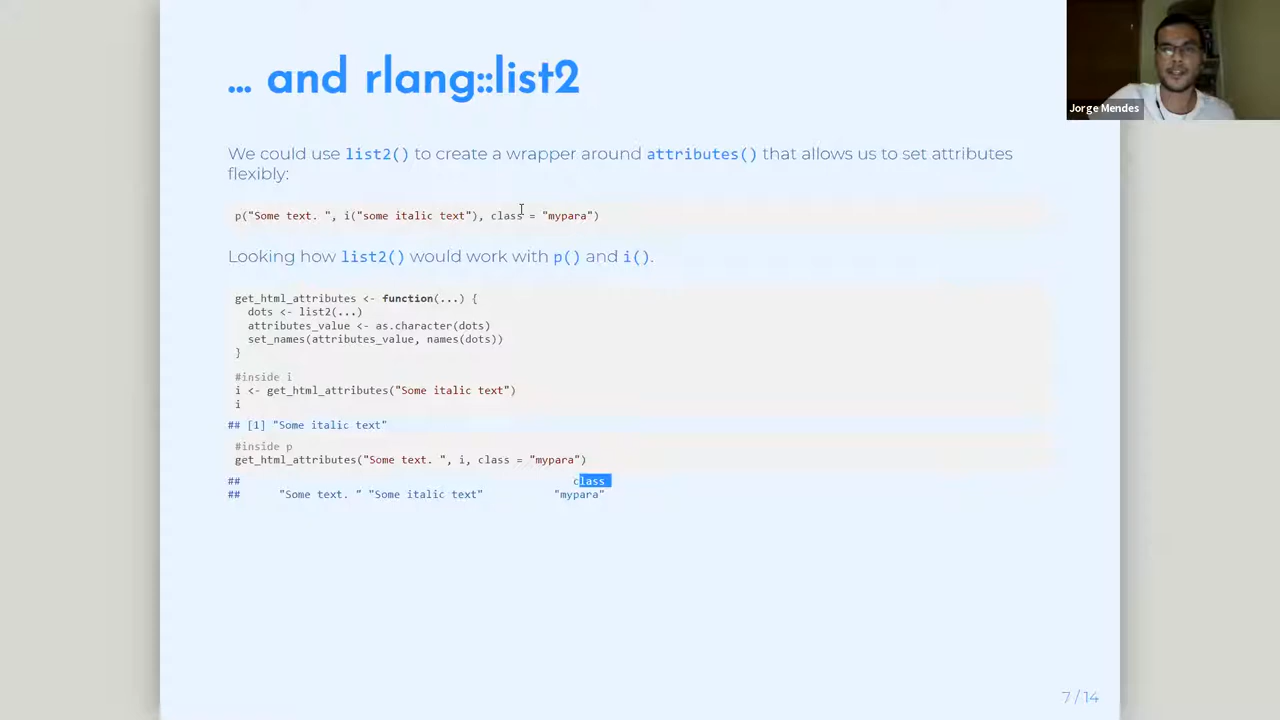 ... and rlang::list2
Jorge Mendes
We could use list2() to create a wrapper around attributes() that allows us to set attributes
flexibly:
p("Some text. ", i("some italic text"), class = "mypara")
Looking how list2() would work with p() and i().
get_html_attributes <- function(...) {
  dots <- list2(...)
  attributes_value <- as.character(dots)
  set_names(attributes_value, names(dots))
}
#inside i
i <- get_html_attributes("Some italic text")
i
## [1] "Some italic text"
#inside p
get_html_attributes("Some text. ", i, class = "mypara")
##                                                     class
##      "Some text. " "Some italic text"           "mypara"
7 / 14